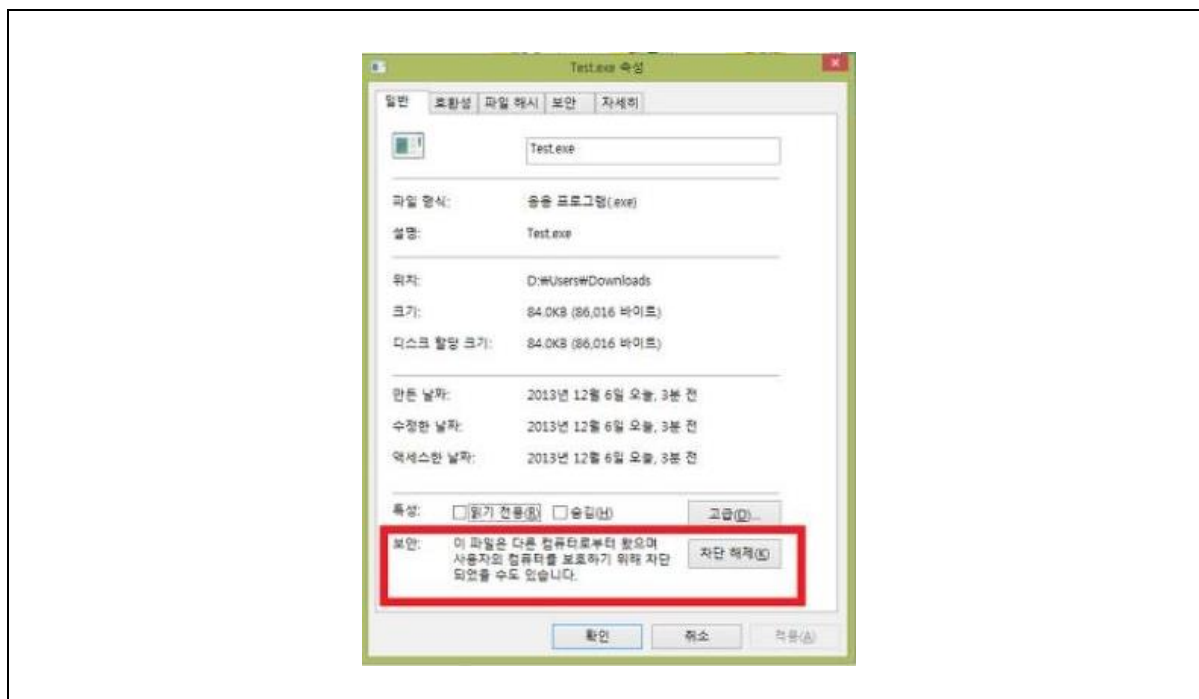 Test.exe 속성
일반 호환성 파일 해시 보안 자세히
Test.exe
파일 형식: 응용 프로그램(.exe)
설명: Test.exe
위치: D:₩Users₩Downloads
크기: 84.0KB (86,016 바이트)
디스크 할당 크기: 84.0KB (86,016 바이트)
만든 날짜: 2013년 12월 6일 오늘, 3분 전
수정한 날짜: 2013년 12월 6일 오늘, 3분 전
액세스한 날짜: 2013년 12월 6일 오늘, 3분 전
특성: 읽기 전용(R) 숨김(H) 고급(D)...
보안: 이 파일은 다른 컴퓨터로부터 왔으며
사용자의 컴퓨터를 보호하기 위해 차단
되었을 수도 있습니다.
차단 해제(K)
확인 취소 적용(A)